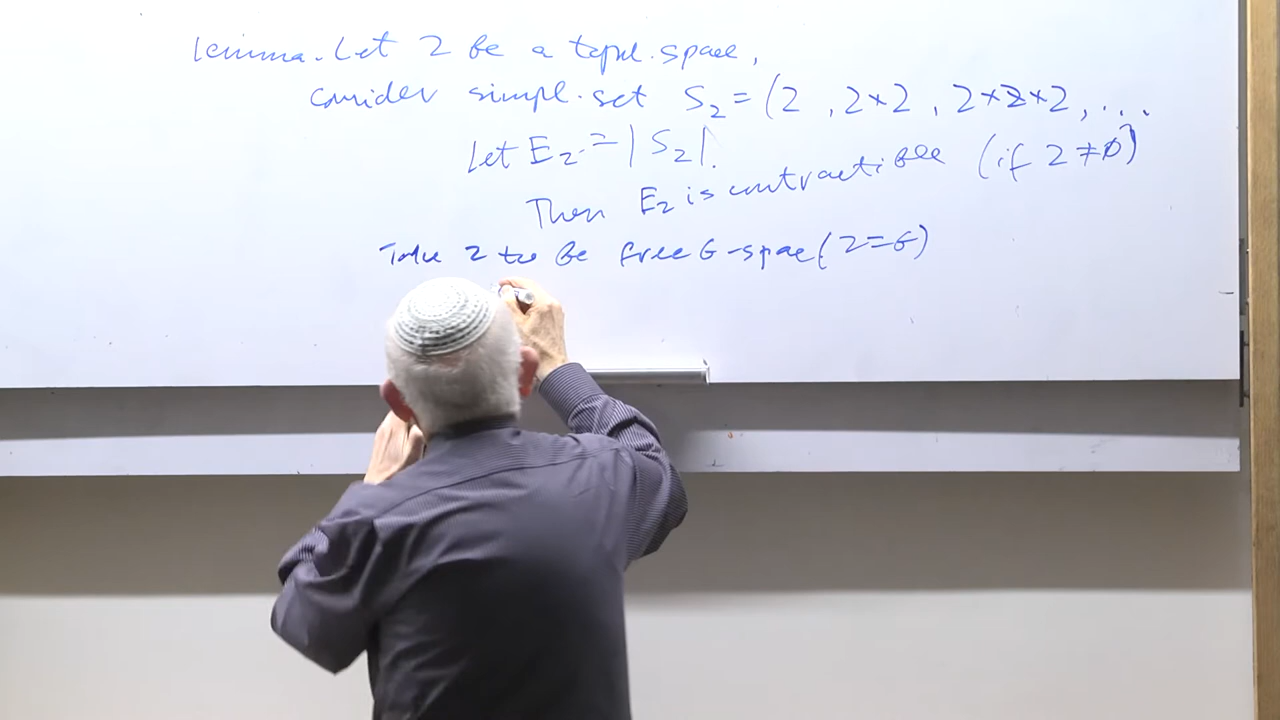 Lemma. Let Z be a topol. space,
consider simpl. set S_Z = (Z, Z×Z, Z×Z×Z, ...
Let E_Z = |S_Z|.
Then E_Z is contractible (if Z ≠ ∅)
Take Z to be free G-space (Z=G)